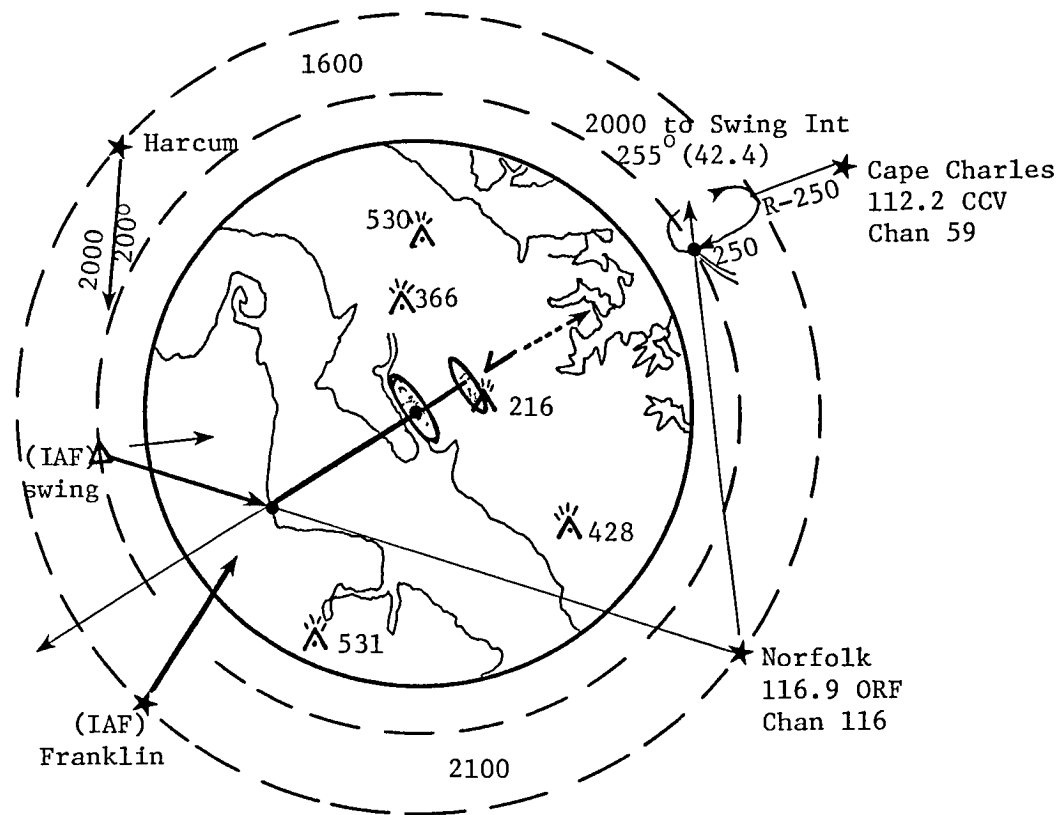 1600
2000 to Swing Int
255° (42.4)
Harcum
Cape Charles
112.2 CCV
Chan 59
R-250
250
530
2000
200°
366
216
(IAF)
swing
428
531
Norfolk
116.9 ORF
Chan 116
(IAF)
Franklin
2100